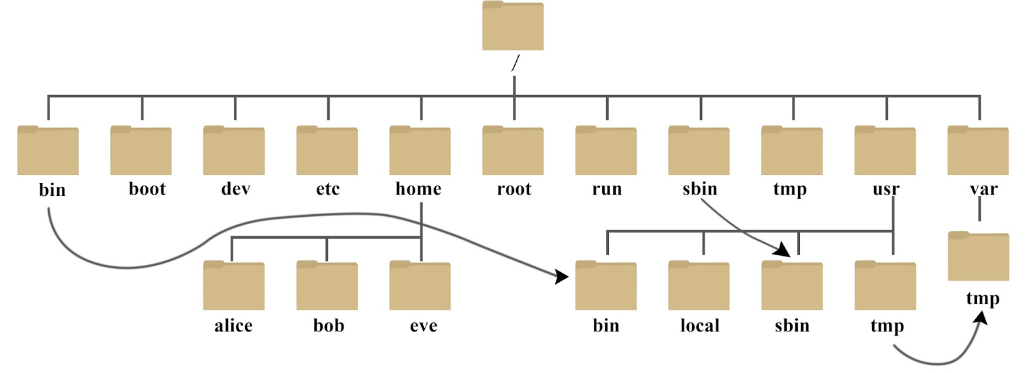 /
bin boot dev etc home root run sbin tmp usr var
tmp
alice bob eve bin local sbin tmp